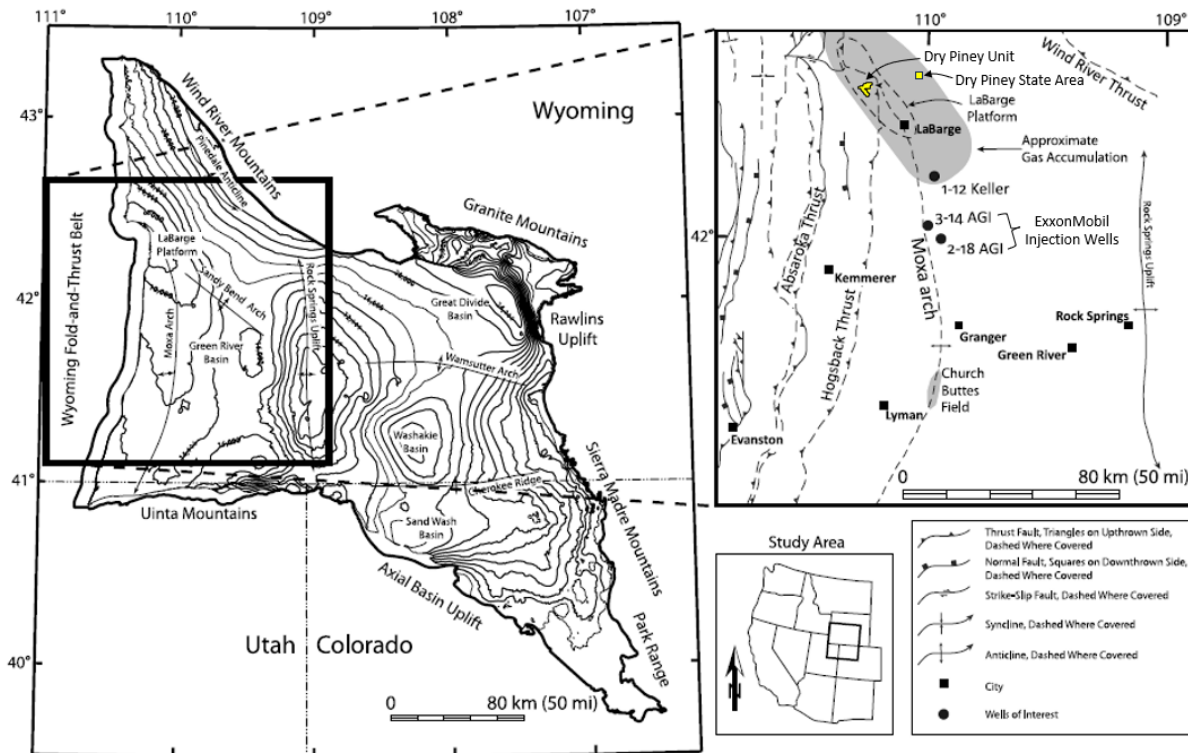 111°
110°
109°
108°
107°
43°
42°
41°
40°
Wyoming
Wind River Mountains
Pinedale Anticline
Granite Mountains
Wyoming Fold-and-Thrust Belt
LaBarge
Platform
Sandy Bend Arch
Moxa Arch
Green River
Basin
Rock Springs Uplift
Great Divide
Basin
Rawlins
Uplift
Wamsutter Arch
Washakie
Basin
Cherokee Ridge
Sierra Madre Mountains
Uinta Mountains
Sand Wash
Basin
Axial Basin Uplift
Park Range
Utah
Colorado
0
80 km (50 mi)
110°
109°
42°
Dry Piney Unit
Dry Piney State Area
Wind River Thrust
LaBarge
Platform
LaBarge
Approximate
Gas Accumulation
1-12 Keller
3-14 AGI
2-18 AGI
ExxonMobil
Injection Wells
Absaroka Thrust
Hogsback Thrust
Moxa arch
Rock Springs Uplift
Kemmerer
Granger
Rock Springs
Green River
Church
Buttes
Field
Lyman
Evanston
0
80 km (50 mi)
Study Area
N
Thrust Fault, Triangles on Upthrown Side,
Dashed Where Covered
Normal Fault, Squares on Downthrown Side,
Dashed Where Covered
Strike-Slip Fault, Dashed Where Covered
Syncline, Dashed Where Covered
Anticline, Dashed Where Covered
City
Wells of Interest